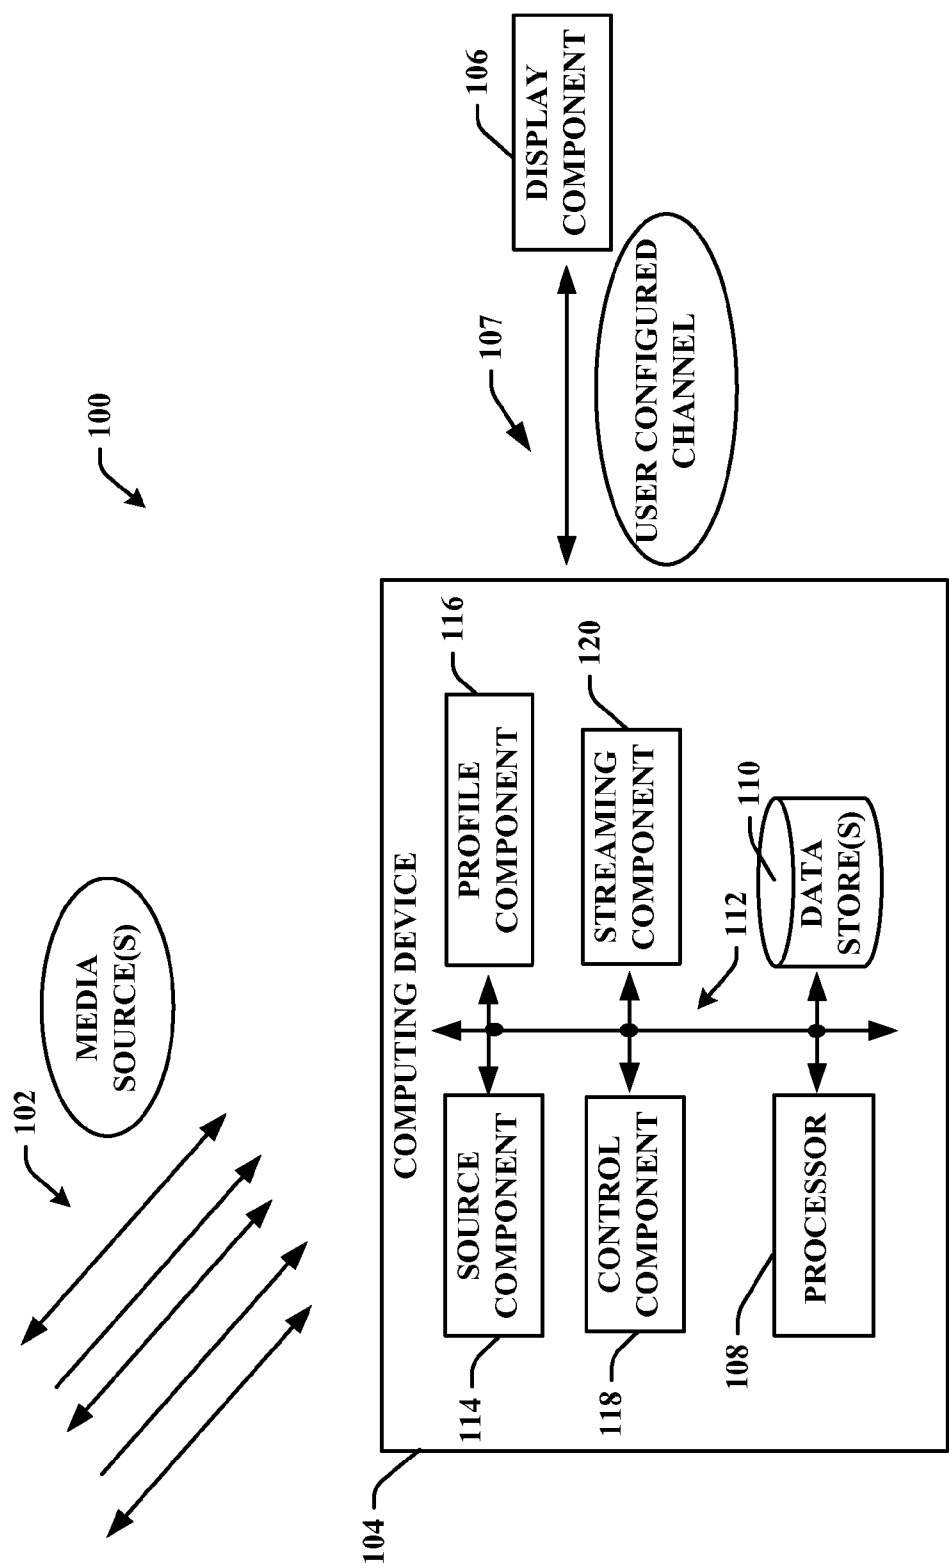 100
102
MEDIA
SOURCE(S)
104
COMPUTING DEVICE
114
SOURCE
COMPONENT
PROFILE
COMPONENT
116
118
CONTROL
COMPONENT
STREAMING
COMPONENT
120
108
PROCESSOR
112
DATA
STORE(S)
110
107
USER CONFIGURED
CHANNEL
106
DISPLAY
COMPONENT